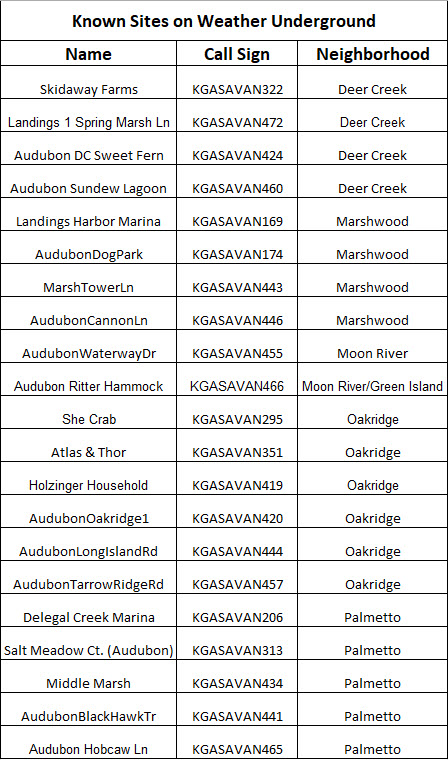 Known Sites on Weather Underground
Name Call Sign Neighborhood
Skidaway Farms KGASAVAN322 Deer Creek
Landings 1 Spring Marsh Ln KGASAVAN472 Deer Creek
Audubon DC Sweet Fern KGASAVAN424 Deer Creek
Audubon Sundew Lagoon KGASAVAN460 Deer Creek
Landings Harbor Marina KGASAVAN169 Marshwood
AudubonDogPark KGASAVAN174 Marshwood
MarshTowerLn KGASAVAN443 Marshwood
AudubonCannonLn KGASAVAN446 Marshwood
AudubonWaterwayDr KGASAVAN455 Moon River
Audubon Ritter Hammock KGASAVAN466 Moon River/Green Island
She Crab KGASAVAN295 Oakridge
Atlas & Thor KGASAVAN351 Oakridge
Holzinger Household KGASAVAN419 Oakridge
AudubonOakridge1 KGASAVAN420 Oakridge
AudubonLongIslandRd KGASAVAN444 Oakridge
AudubonTarrowRidgeRd KGASAVAN457 Oakridge
Delegal Creek Marina KGASAVAN206 Palmetto
Salt Meadow Ct. (Audubon) KGASAVAN313 Palmetto
Middle Marsh KGASAVAN434 Palmetto
AudubonBlackHawkTr KGASAVAN441 Palmetto
Audubon Hobcaw Ln KGASAVAN465 Palmetto